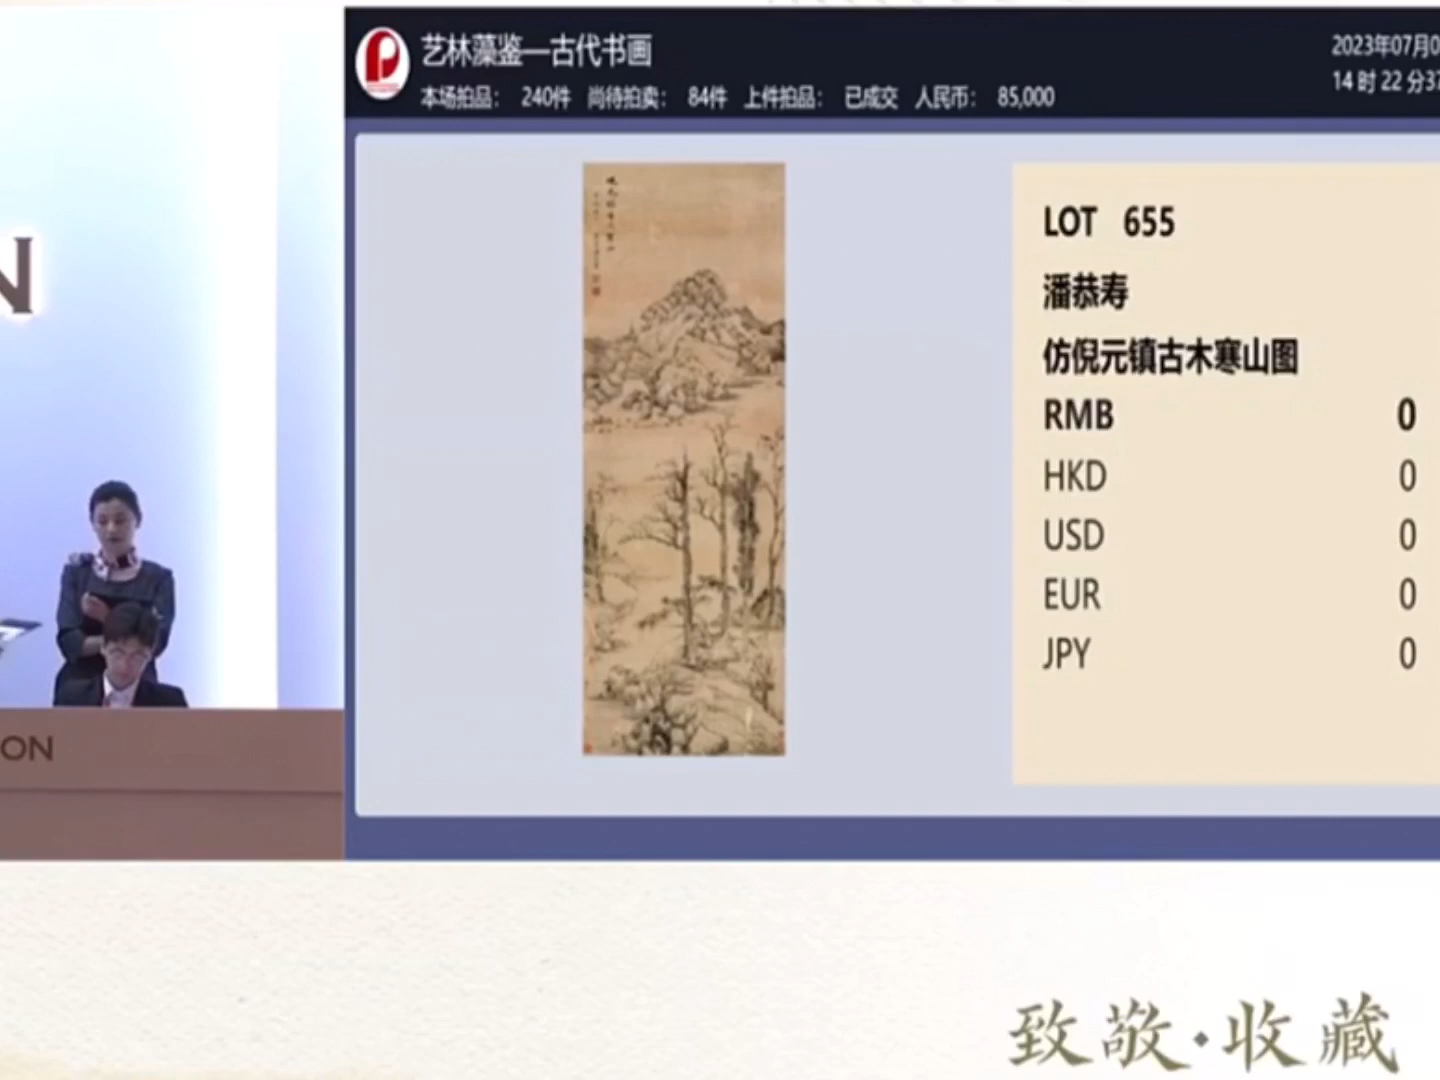 艺林藻鉴—古代书画
2023年07月0
本场拍品： 240件 尚待拍卖： 84件 上件拍品： 已成交 人民币： 85,000
14 时 22 分37
N
LOT 655
潘恭寿
仿倪元镇古木寒山图
RMB 0
HKD 0
USD 0
EUR 0
JPY 0
ON
致敬·收藏